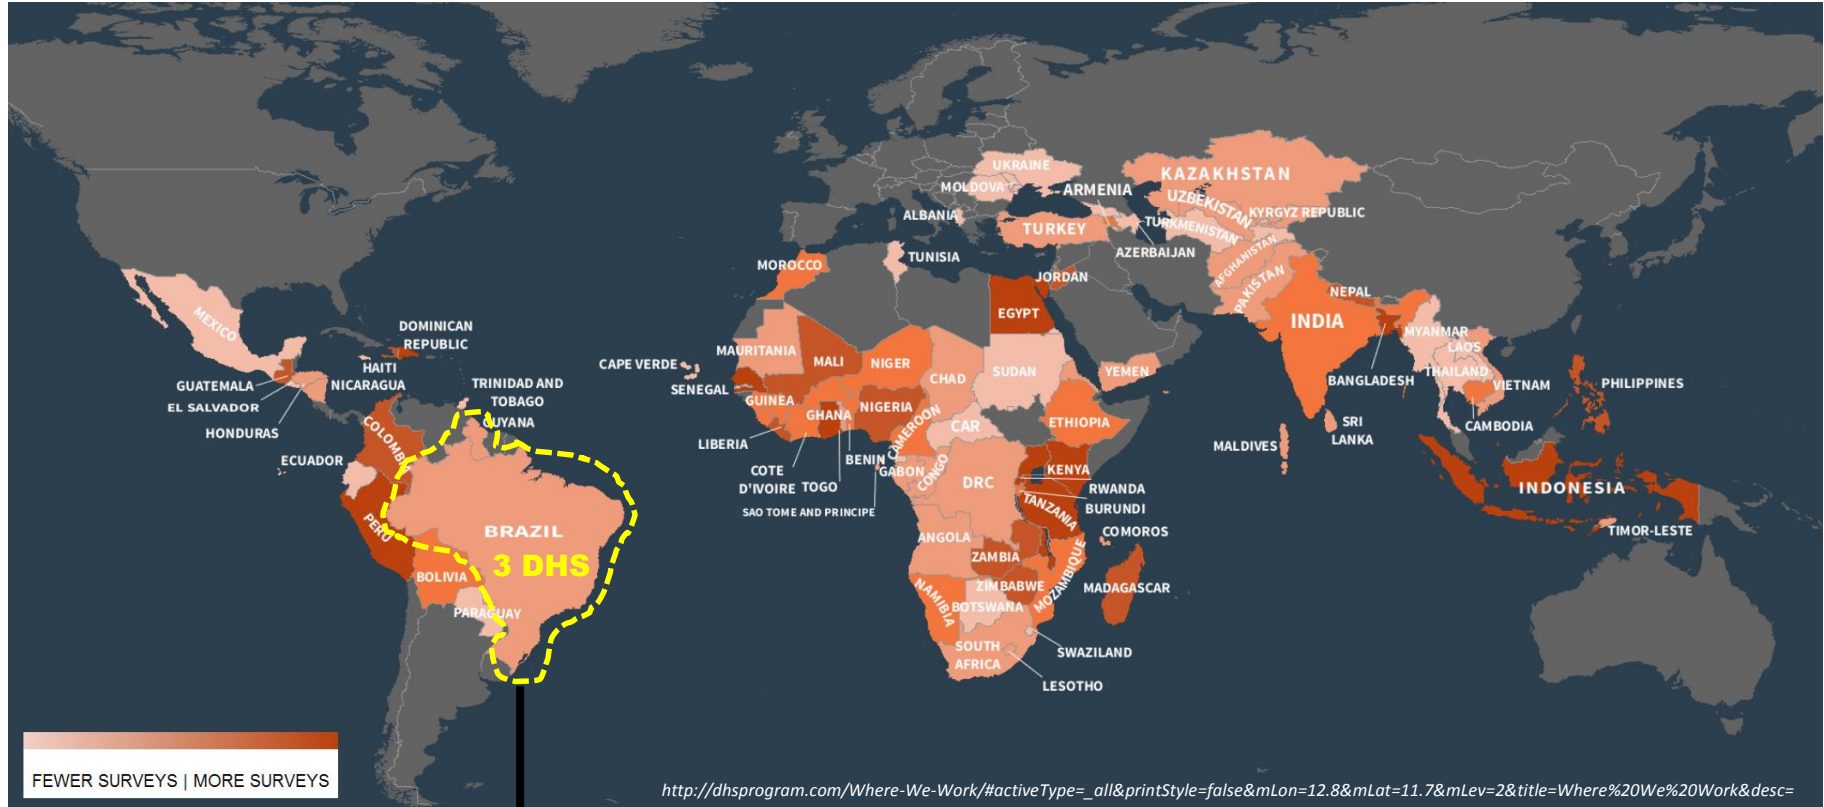 UKRAINE
MOLDOVA
KAZAKHSTAN
ARMENIA
UZBEKISTAN
KYRGYZ REPUBLIC
ALBANIA
TURKEY
TURKMENISTAN
AZERBAIJAN
AFGHANISTAN
MOROCCO
TUNISIA
JORDAN
PAKISTAN
NEPAL
MEXICO
EGYPT
INDIA
DOMINICAN
REPUBLIC
MYANMAR
LAOS
MAURITANIA
MALI
NIGER
CAPE VERDE
HAITI
CHAD
SUDAN
YEMEN
THAILAND
BANGLADESH
VIETNAM
PHILIPPINES
GUATEMALA
NICARAGUA
TRINIDAD AND
TOBAGO
SENEGAL
GUINEA
NIGERIA
EL SALVADOR
GHANA
GUYANA
ETHIOPIA
SRI
LANKA
CAMBODIA
HONDURAS
COLOMBIA
LIBERIA
CAMEROON
CAR
MALDIVES
ECUADOR
BENIN
GABON
CONGO
COTE
D'IVOIRE
TOGO
DRC
KENYA
RWANDA
INDONESIA
SAO TOME AND PRINCIPE
TANZANIA
BURUNDI
PERU
BRAZIL
ANGOLA
COMOROS
TIMOR-LESTE
3 DHS
BOLIVIA
ZAMBIA
MOZAMBIQUE
ZIMBABWE
MADAGASCAR
NAMIBIA
BOTSWANA
PARAGUAY
SOUTH
AFRICA
SWAZILAND
LESOTHO
FEWER SURVEYS | MORE SURVEYS
http://dhsprogram.com/Where-We-Work/#activeType=_all&printStyle=false&mLon=12.8&mLat=11.7&mLev=2&title=Where%20We%20Work&desc=